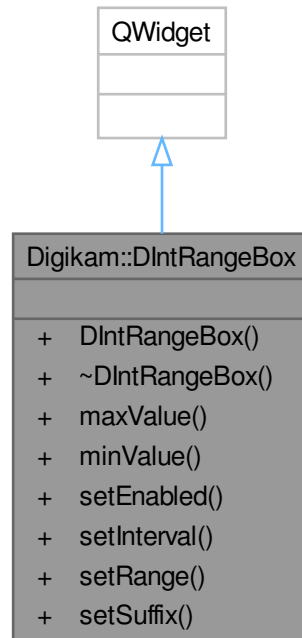 QWidget
Digikam::DIntRangeBox
+ DIntRangeBox()
+ ~DIntRangeBox()
+ maxValue()
+ minValue()
+ setEnabled()
+ setInterval()
+ setRange()
+ setSuffix()